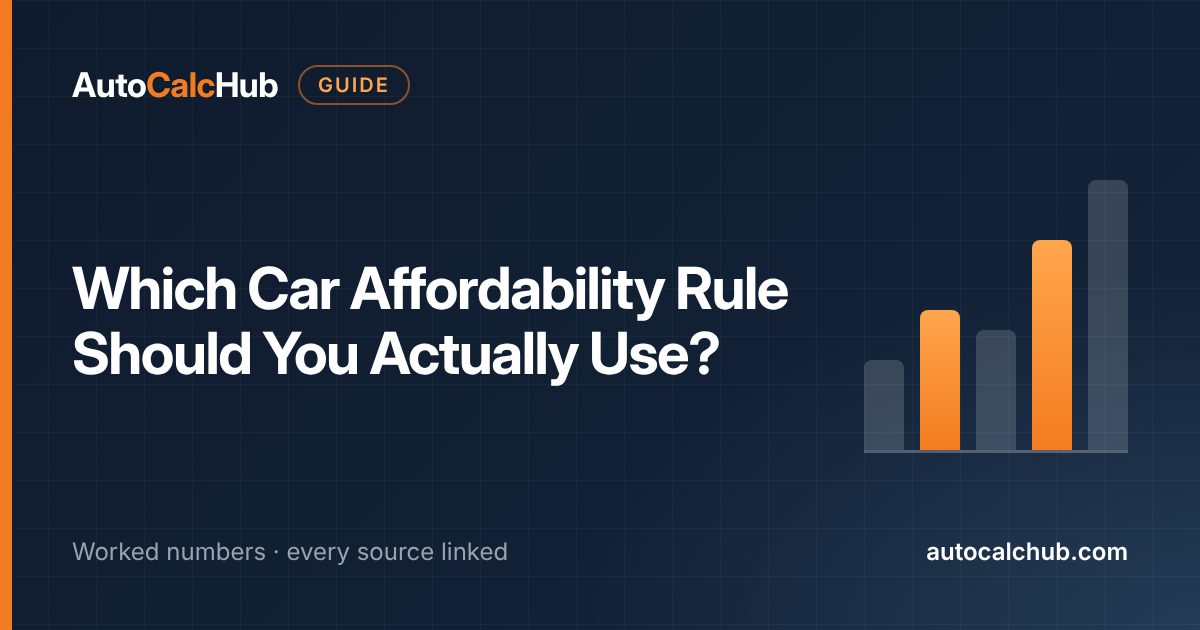 AutoCalcHub
GUIDE
Which Car Affordability Rule
Should You Actually Use?
Worked numbers · every source linked
autocalchub.com